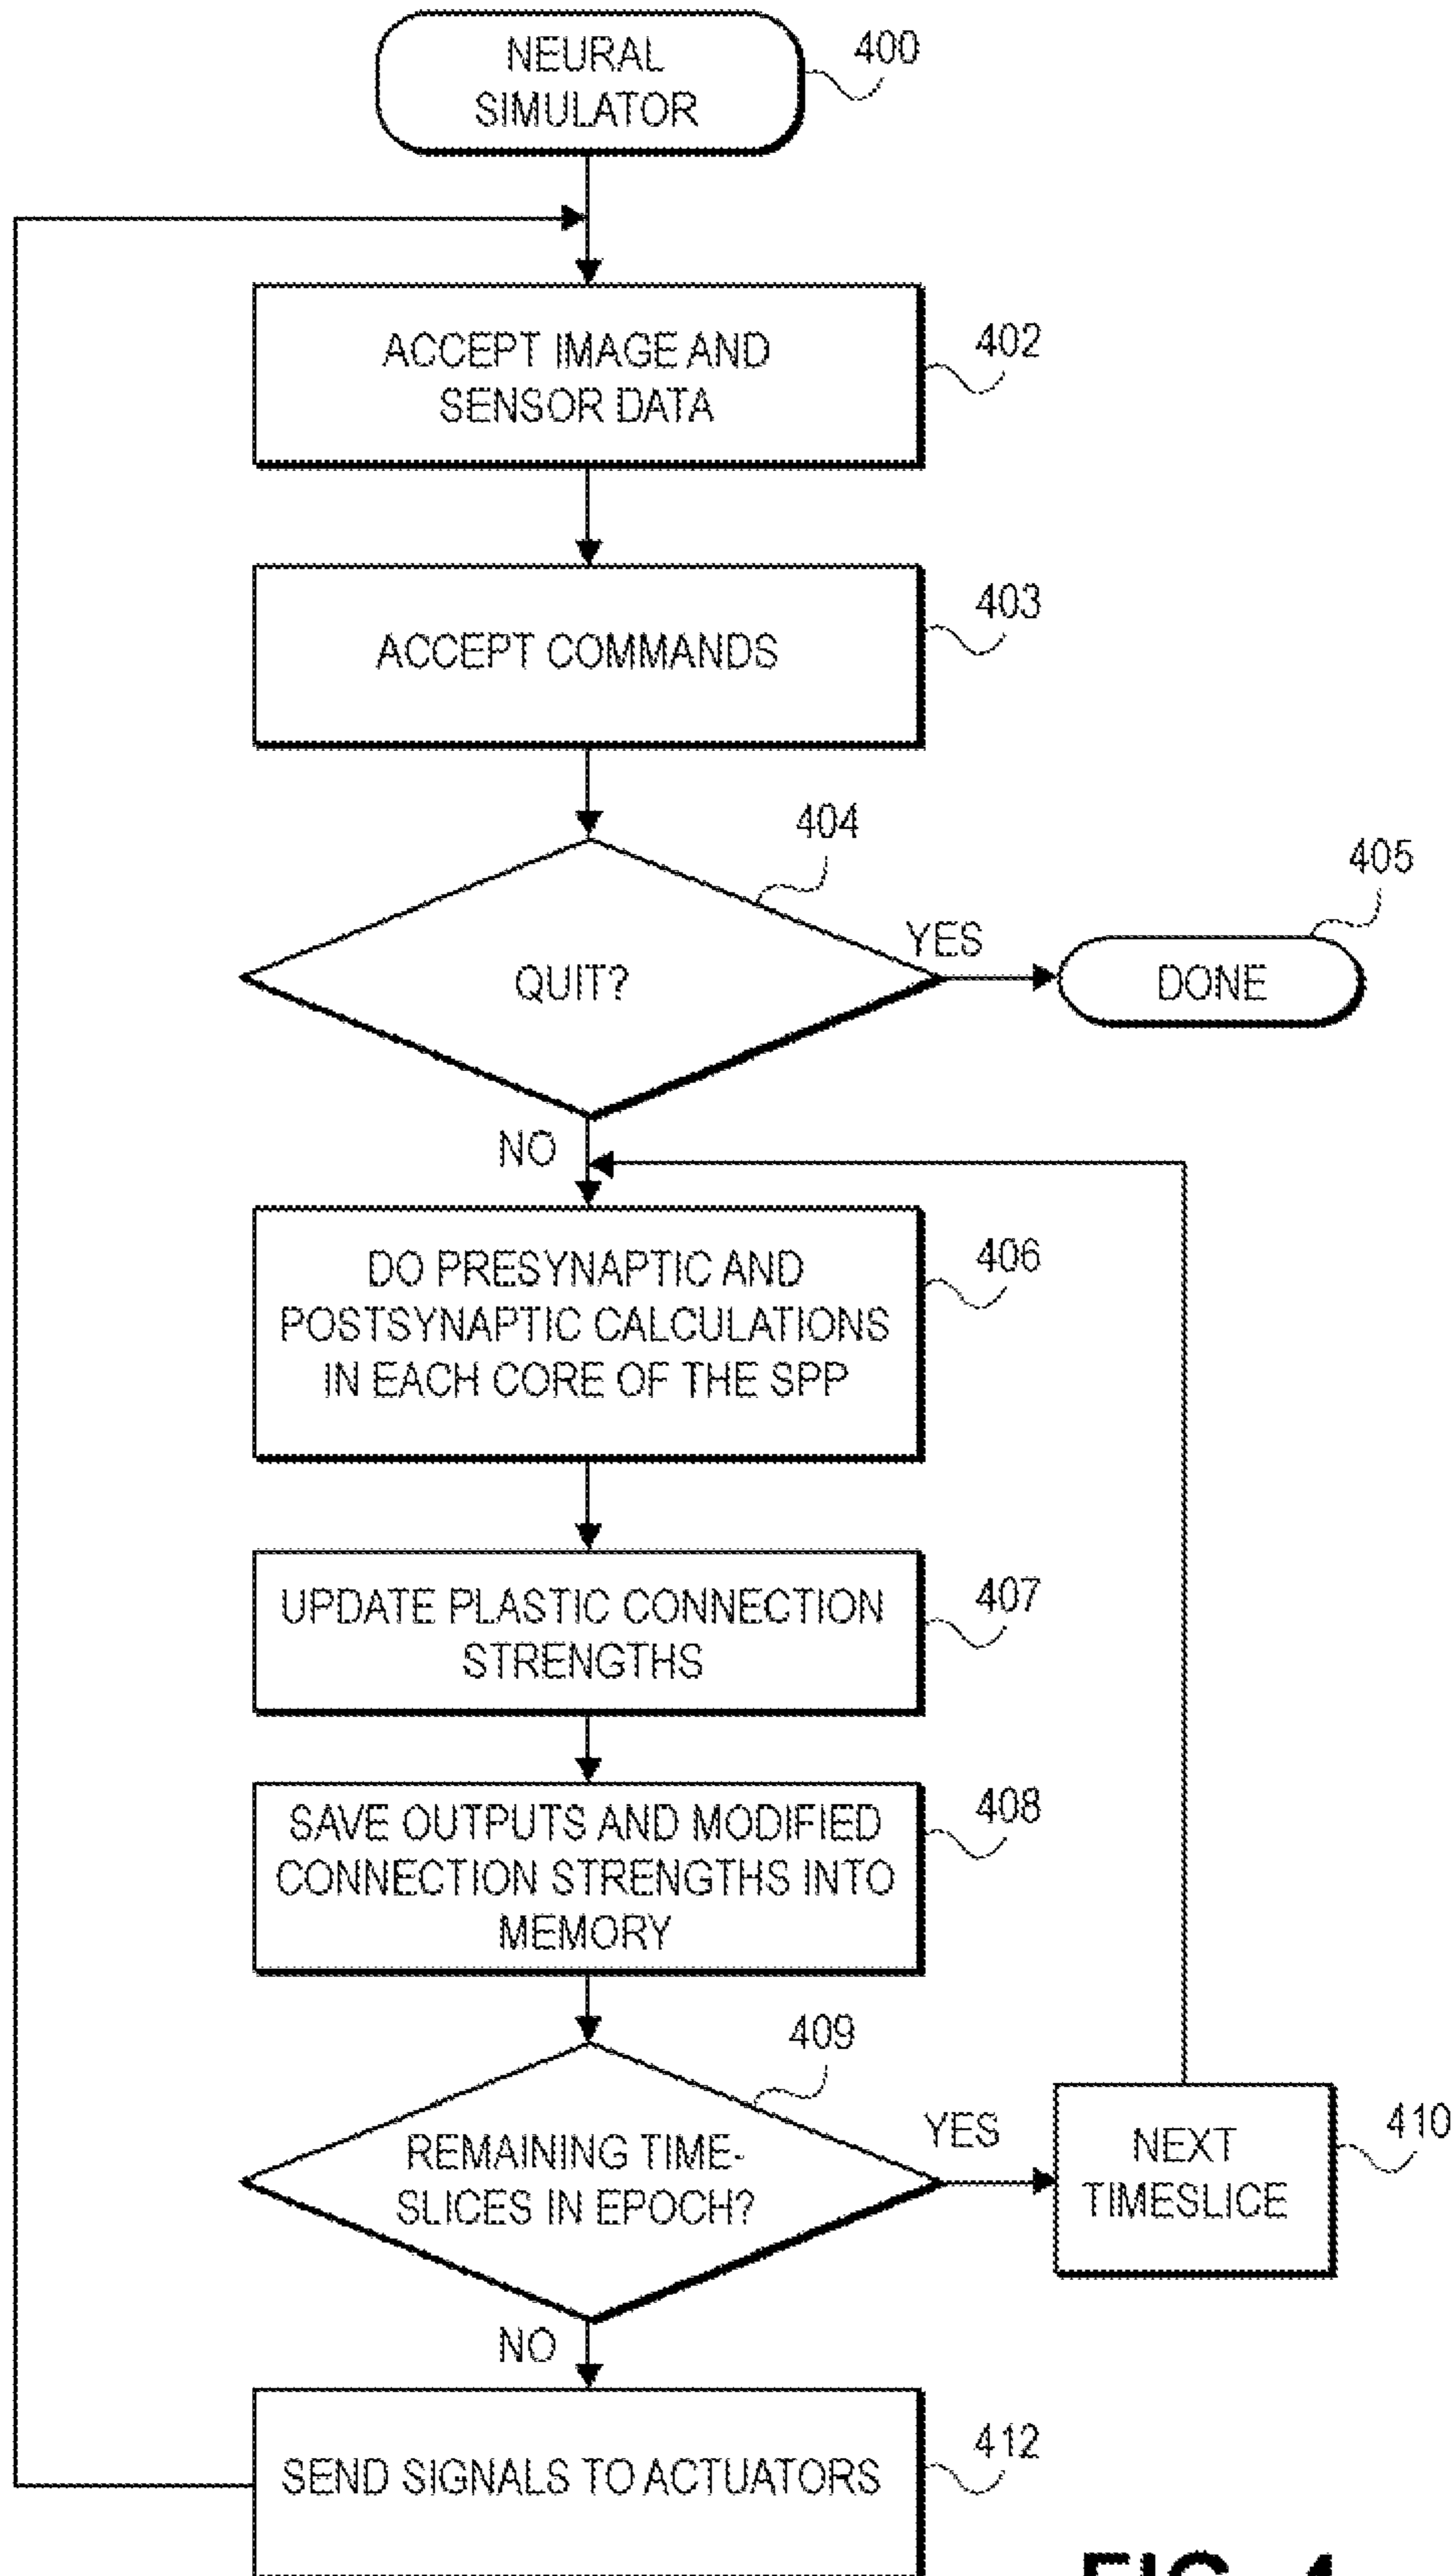 NEURAL
SIMULATOR
400
ACCEPT IMAGE AND
SENSOR DATA
402
ACCEPT COMMANDS
403
404
QUIT?
YES
405
DONE
NO
DO PRESYNAPTIC AND
POSTSYNAPTIC CALCULATIONS
IN EACH CORE OF THE SPP
406
UPDATE PLASTIC CONNECTION
STRENGTHS
407
SAVE OUTPUTS AND MODIFIED
CONNECTION STRENGTHS INTO
MEMORY
408
409
REMAINING TIME-
SLICES IN EPOCH?
YES
NEXT
TIMESLICE
410
NO
SEND SIGNALS TO ACTUATORS
412
FIG. 4